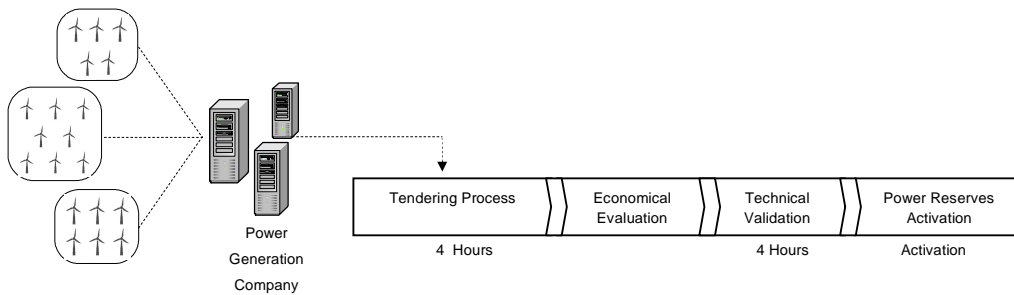 Power
Generation
Company
Tendering Process
4 Hours
Economical
Evaluation
Technical
Validation
4 Hours
Power Reserves
Activation
Activation